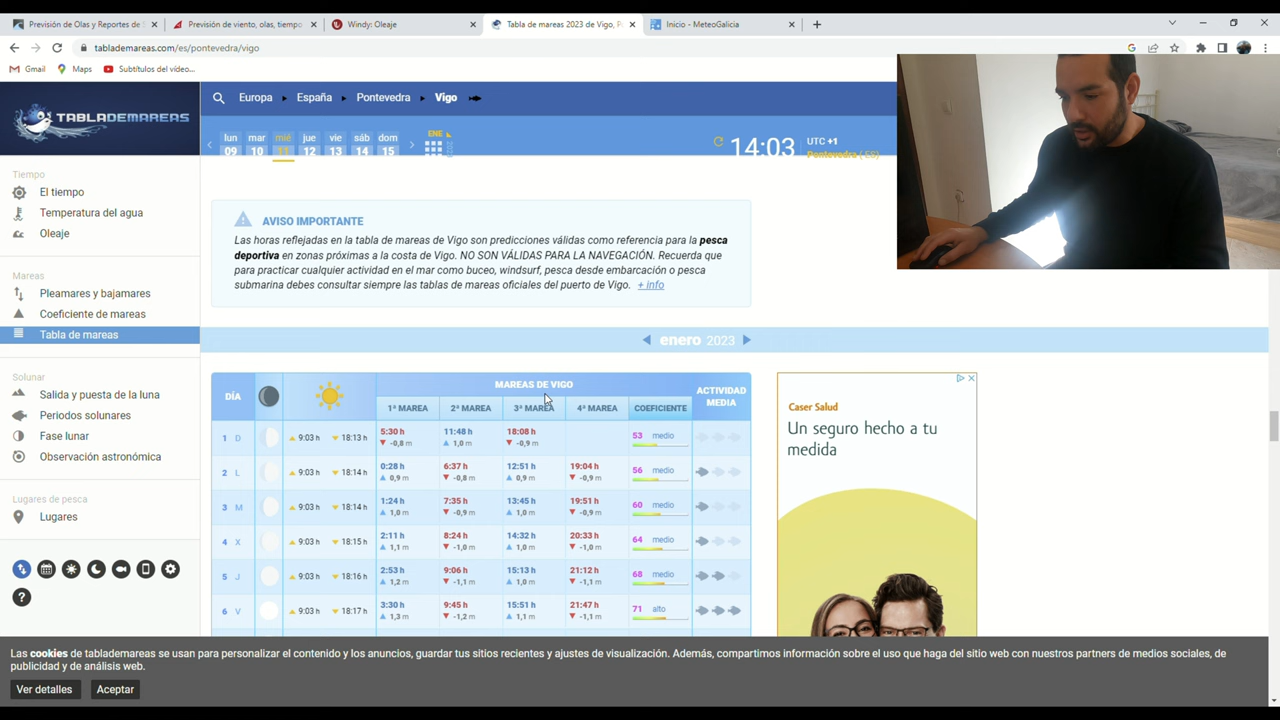 Previsión de Olas y Reportes de S
Previsión de viento, olas, tiempo
Windy: Oleaje
Tabla de mareas 2023 de Vigo, P
Inicio - MeteoGalicia
tablademareas.com/es/pontevedra/vigo
Gmail
Maps
Subtítulos del vídeo...
TABLADEMAREAS
Europa España Pontevedra Vigo
lun mar mié jue vie sáb dom ENE
09 10 11 12 13 14 15
2023
14:03
UTC +1
Pontevedra (ES)
Tiempo
El tiempo
Temperatura del agua
Oleaje
Mareas
Pleamares y bajamares
Coeficiente de mareas
Tabla de mareas
Solunar
Salida y puesta de la luna
Periodos solunares
Fase lunar
Observación astronómica
Lugares de pesca
Lugares
AVISO IMPORTANTE
Las horas reflejadas en la tabla de mareas de Vigo son predicciones válidas como referencia para la pesca
deportiva en zonas próximas a la costa de Vigo. NO SON VÁLIDAS PARA LA NAVEGACIÓN. Recuerda que
para practicar cualquier actividad en el mar como buceo, windsurf, pesca desde embarcación o pesca
submarina debes consultar siempre las tablas de mareas oficiales del puerto de Vigo. + info
enero 2023
DÍA
MAREAS DE VIGO
1ª MAREA 2ª MAREA 3ª MAREA 4ª MAREA COEFICIENTE
ACTIVIDAD
MEDIA
1 D 9:03 h 18:13 h 5:30 h 11:48 h 18:08 h 53 medio
-0,8 m 1,0 m -0,9 m
2 L 9:03 h 18:14 h 0:28 h 6:37 h 12:51 h 19:04 h 56 medio
0,9 m -0,8 m 0,9 m -0,9 m
3 M 9:03 h 18:14 h 1:24 h 7:35 h 13:45 h 19:51 h 60 medio
1,0 m -0,9 m 1,0 m -0,9 m
4 X 9:03 h 18:15 h 2:11 h 8:24 h 14:32 h 20:33 h 64 medio
1,1 m -1,0 m 1,0 m -1,0 m
5 J 9:03 h 18:16 h 2:53 h 9:06 h 15:13 h 21:12 h 68 medio
1,2 m -1,1 m 1,0 m -1,1 m
6 V 9:03 h 18:17 h 3:30 h 9:45 h 15:51 h 21:47 h 71 alto
1,3 m -1,2 m 1,1 m -1,1 m
Caser Salud
Un seguro hecho a tu
medida
Las cookies de tablademareas se usan para personalizar el contenido y los anuncios, guardar tus sitios recientes y ajustes de visualización. Además, compartimos información sobre el uso que haga del sitio web con nuestros partners de medios sociales, de
publicidad y de análisis web.
Ver detalles
Aceptar